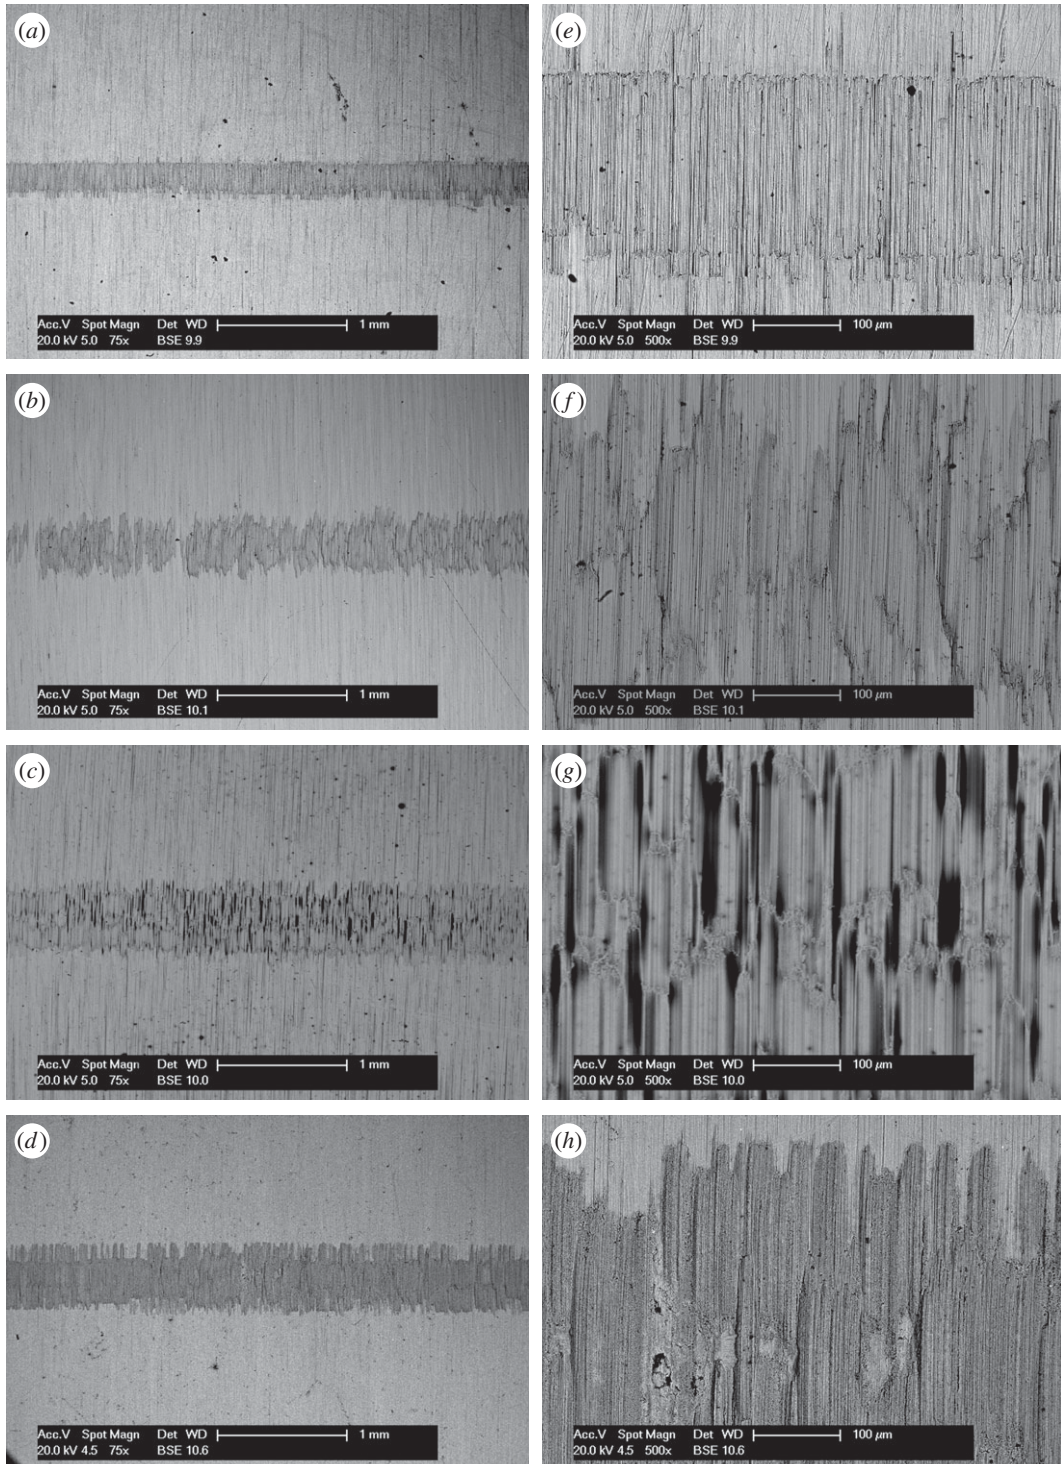 (a)
Acc.V Spot Magn Det WD 1 mm
20.0 kV 5.0 75x BSE 9.9
(e)
Acc.V Spot Magn Det WD 100 µm
20.0 kV 5.0 500x BSE 9.9
(b)
Acc.V Spot Magn Det WD 1 mm
20.0 kV 5.0 75x BSE 10.1
(f)
Acc.V Spot Magn Det WD 100 µm
20.0 kV 5.0 500x BSE 10.1
(c)
Acc.V Spot Magn Det WD 1 mm
20.0 kV 5.0 75x BSE 10.0
(g)
Acc.V Spot Magn Det WD 100 µm
20.0 kV 5.0 500x BSE 10.0
(d)
Acc.V Spot Magn Det WD 1 mm
20.0 kV 4.5 75x BSE 10.6
(h)
Acc.V Spot Magn Det WD 100 µm
20.0 kV 4.5 500x BSE 10.6